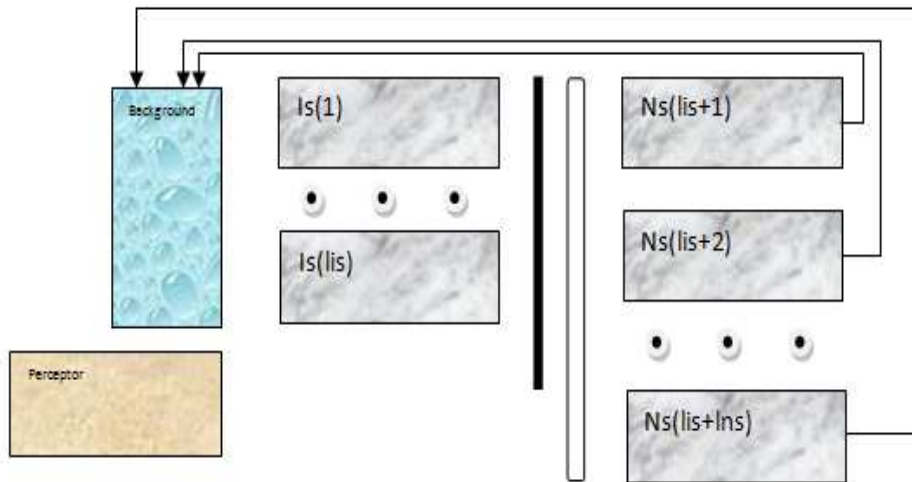 Background
Is(1)
Ns(lis+1)
Is(lis)
Ns(lis+2)
Perceptor
Ns(lis+lns)